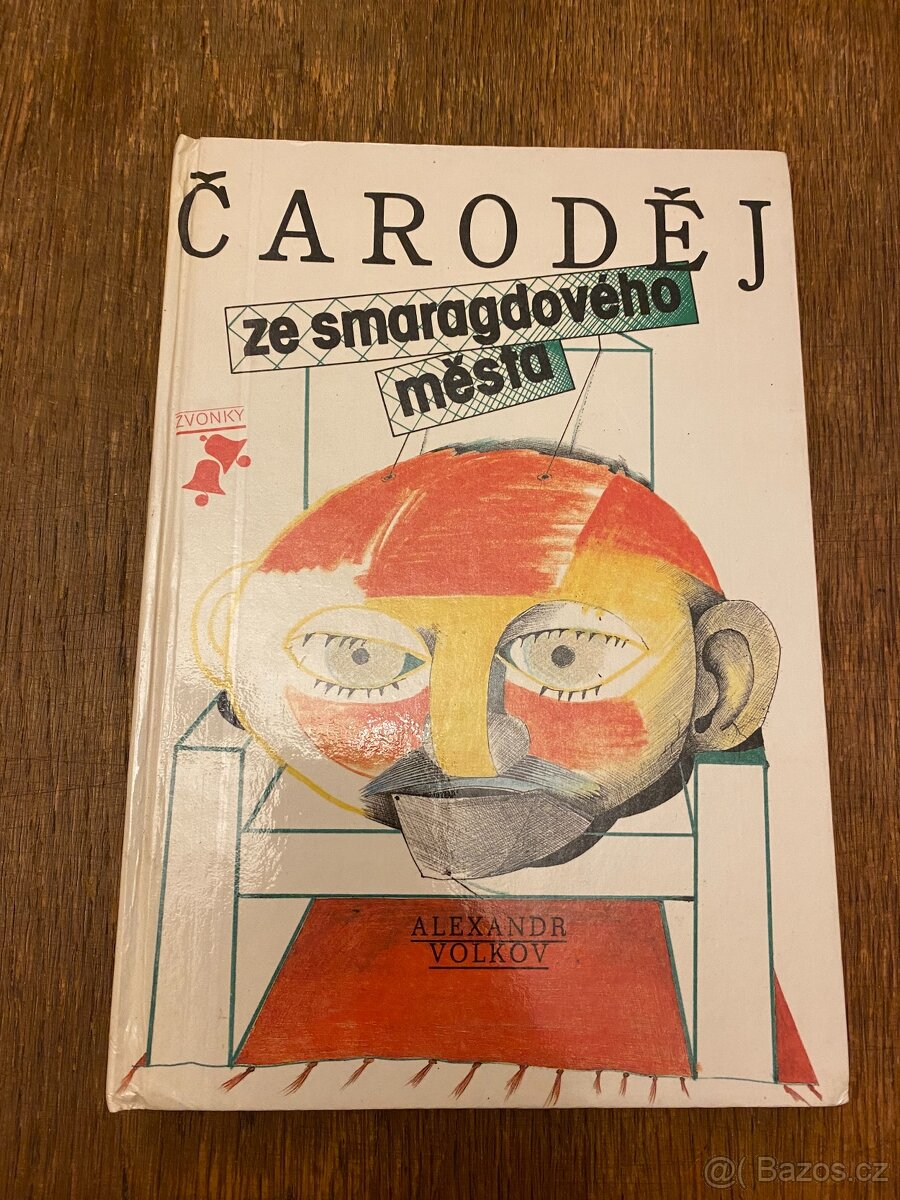 ČARODĚJ
ze smaragdového
města
ZVONKY
ALEXANDR
VOLKOV
@( Bazos.cz